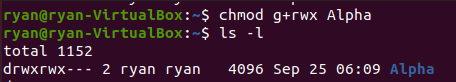 ryan@ryan-VirtualBox:~$ chmod g+rwx Alpha
ryan@ryan-VirtualBox:~$ ls -l
total 1152
drwxrwx--- 2 ryan ryan   4096 Sep 25 06:09 Alpha